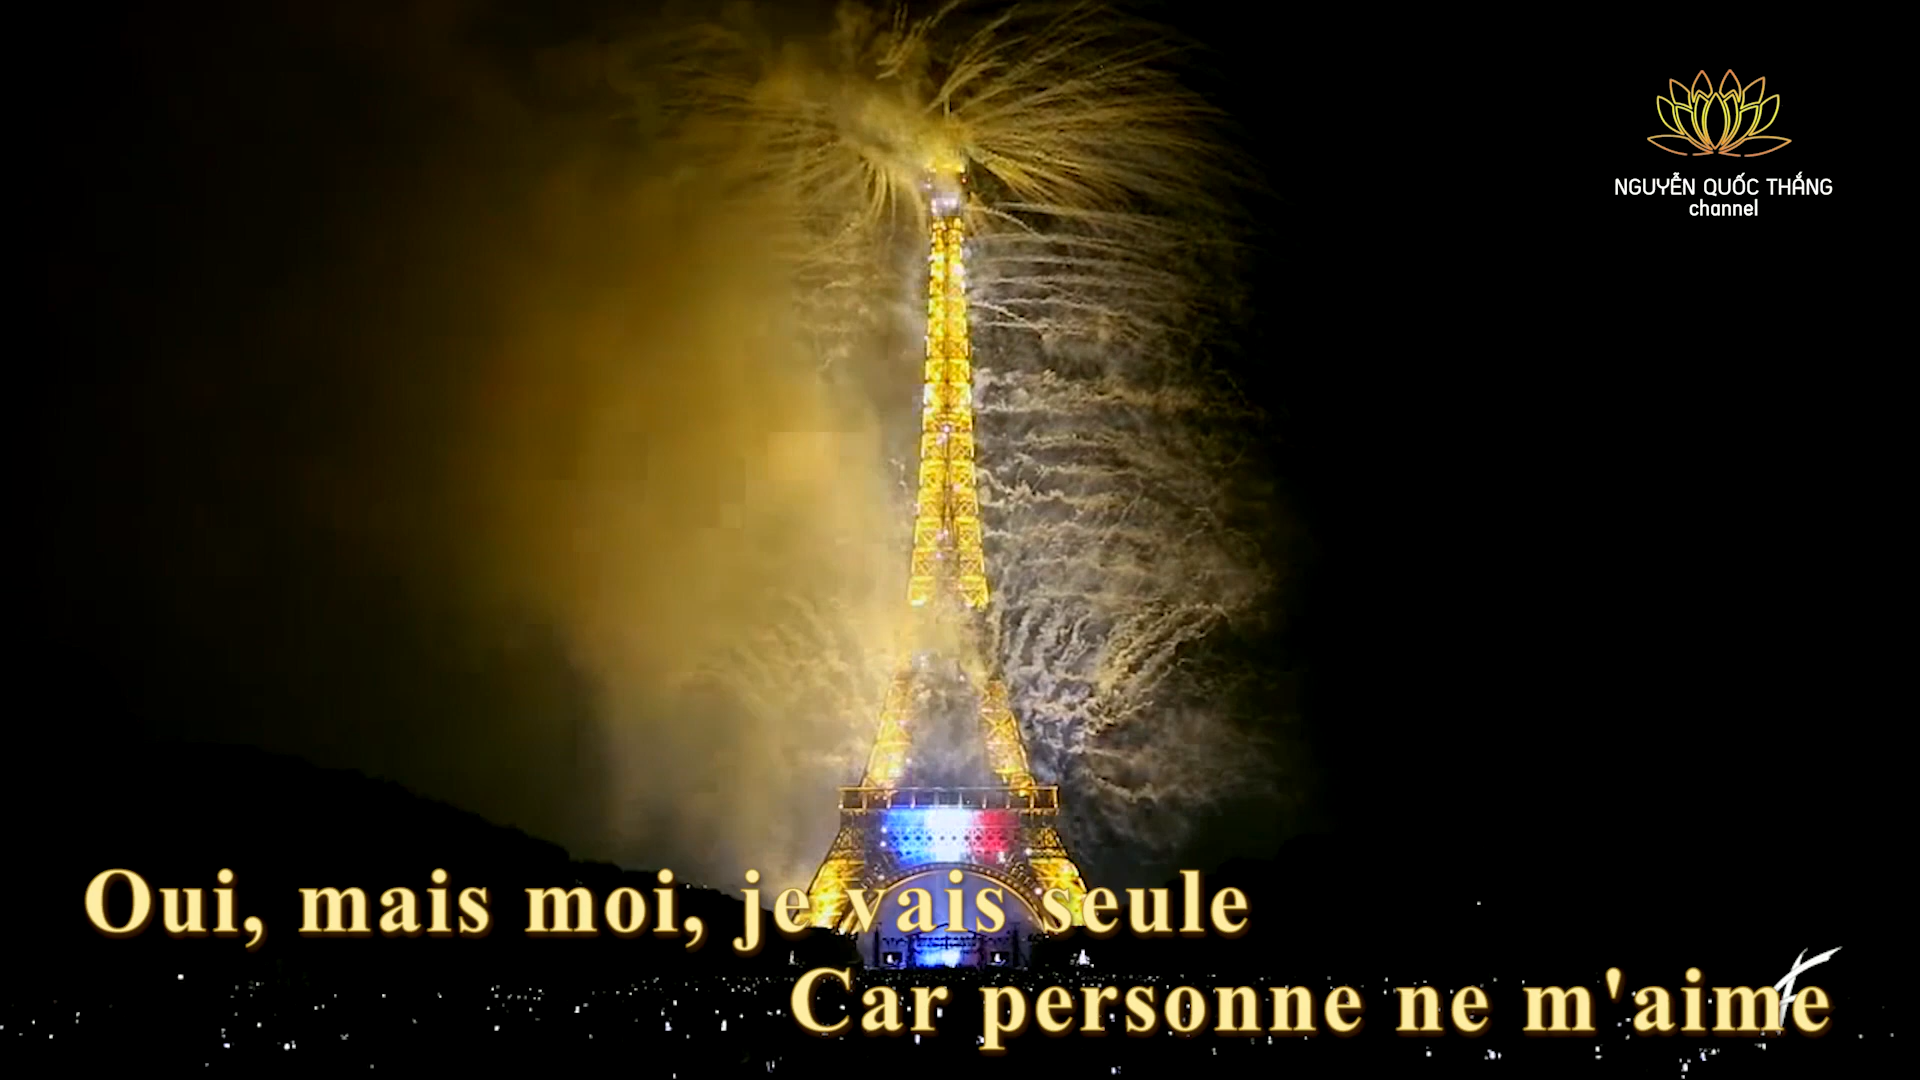 NGUYỄN QUỐC THẮNG
channel
Oui, mais moi, je vais seule
Car personne ne m'aime